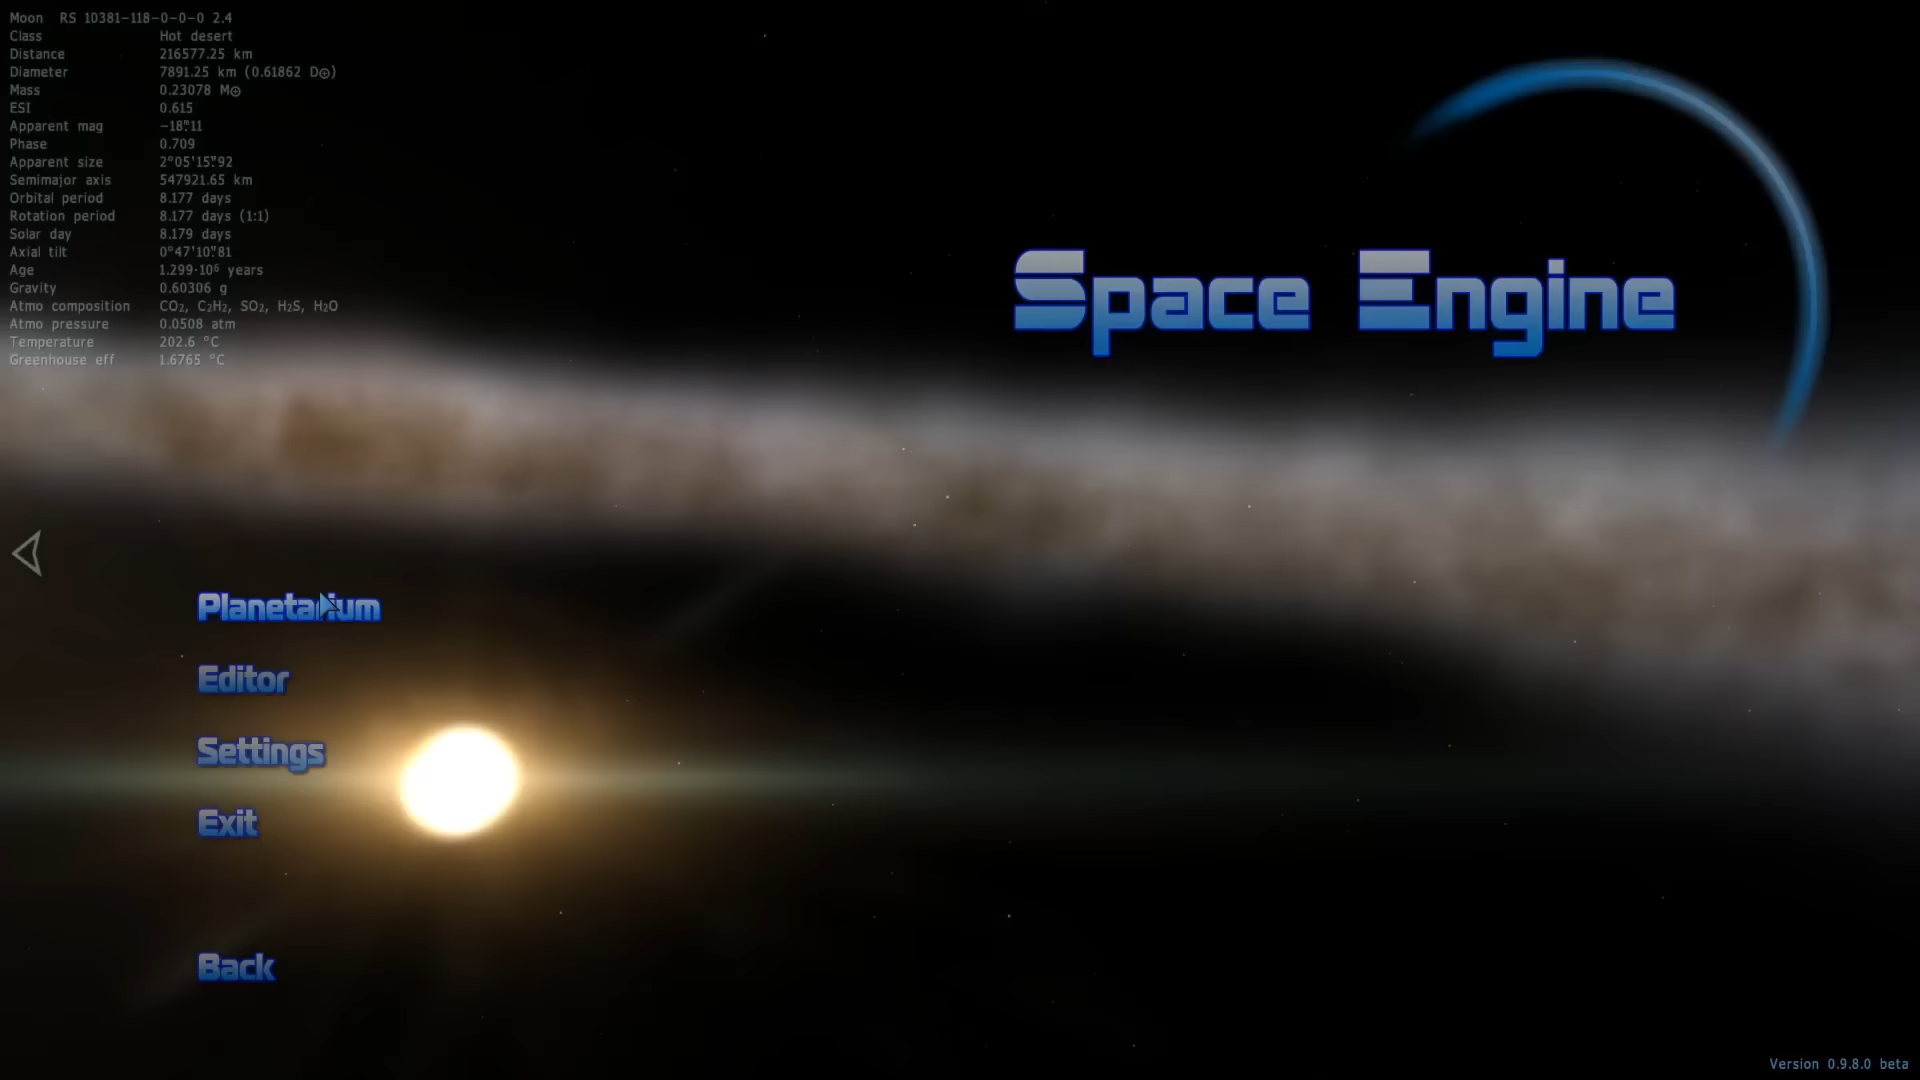 Moon RS 10381-118-0-0-0 2.4
Class Hot desert
Distance 216577.25 km
Diameter 7891.25 km (0.61862 D⊕)
Mass 0.23078 M⊕
ESI 0.615
Apparent mag -18ᵐ.11
Phase 0.709
Apparent size 2°05'15".92
Semimajor axis 547921.65 km
Orbital period 8.177 days
Rotation period 8.177 days (1:1)
Solar day 8.179 days
Axial tilt 0°47'10".81
Age 1.299·10⁶ years
Gravity 0.60306 g
Atmo composition CO₂, C₂H₂, SO₂, H₂S, H₂O
Atmo pressure 0.0508 atm
Temperature 202.6 °C
Greenhouse eff 1.6765 °C
Space Engine
Planetarium
Editor
Settings
Exit
Back
Version 0.9.8.0 beta